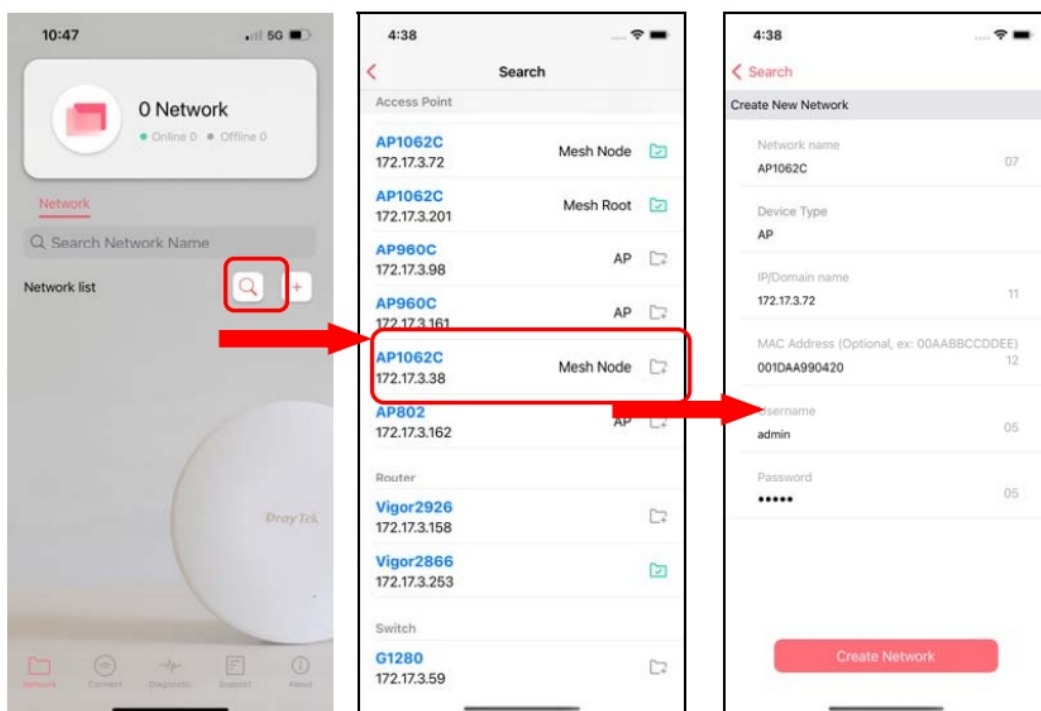 10:47
5G
0 Network
Online 0 Offline 0
Network
Search Network Name
Network list
+
DrayTek
Network Connect Diagnostic Support About
4:38
Search
Access Point
AP1062C
172.17.3.72
Mesh Node
AP1062C
172.17.3.201
Mesh Root
AP960C
172.17.3.98
AP
AP960C
172.17.3.161
AP
AP1062C
172.17.3.38
Mesh Node
AP802
172.17.3.162
AP
Router
Vigor2926
172.17.3.158
Vigor2866
172.17.3.253
Switch
G1280
172.17.3.59
4:38
Search
Create New Network
Network name
AP1062C 07
Device Type
AP
IP/Domain name
172.17.3.72 11
MAC Address (Optional, ex: 00AABBCCDDEE)
001DAA990420 12
Username
admin 05
Password
••••• 05
Create Network